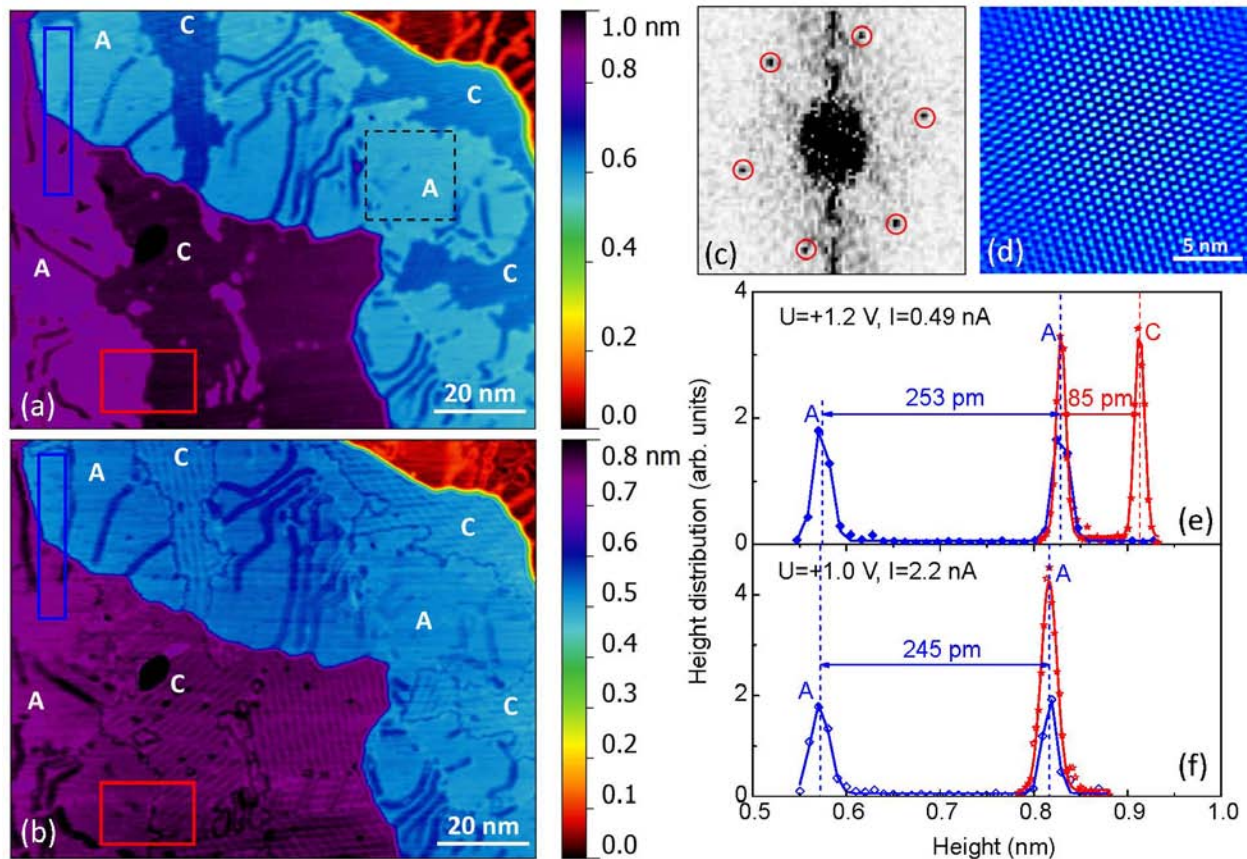 A
C
C
A
C
C
A
(a)
20 nm
1.0 nm
0.8
0.6
0.4
0.2
0.0
A
C
C
A
C
C
A
(b)
20 nm
0.8 nm
0.7
0.6
0.5
0.4
0.3
0.2
0.1
0.0
(c)
(d)
5 nm
U=+1.2 V, I=0.49 nA
A
C
A
253 pm
85 pm
(e)
4
2
0
U=+1.0 V, I=2.2 nA
A
245 pm
A
(f)
4
2
0
Height distribution (arb. units)
0.5
0.6
0.7
0.8
0.9
1.0
Height (nm)